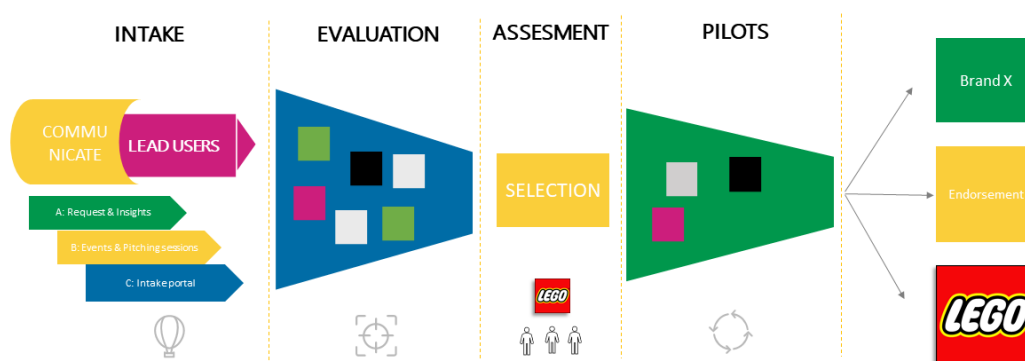 INTAKE
EVALUATION
ASSESMENT
PILOTS
COMMU
NICATE
LEAD USERS
A: Request & Insights
B: Events & Pitching sessions
C: Intake portal
SELECTION
LEGO
Brand X
Endorsement
LEGO